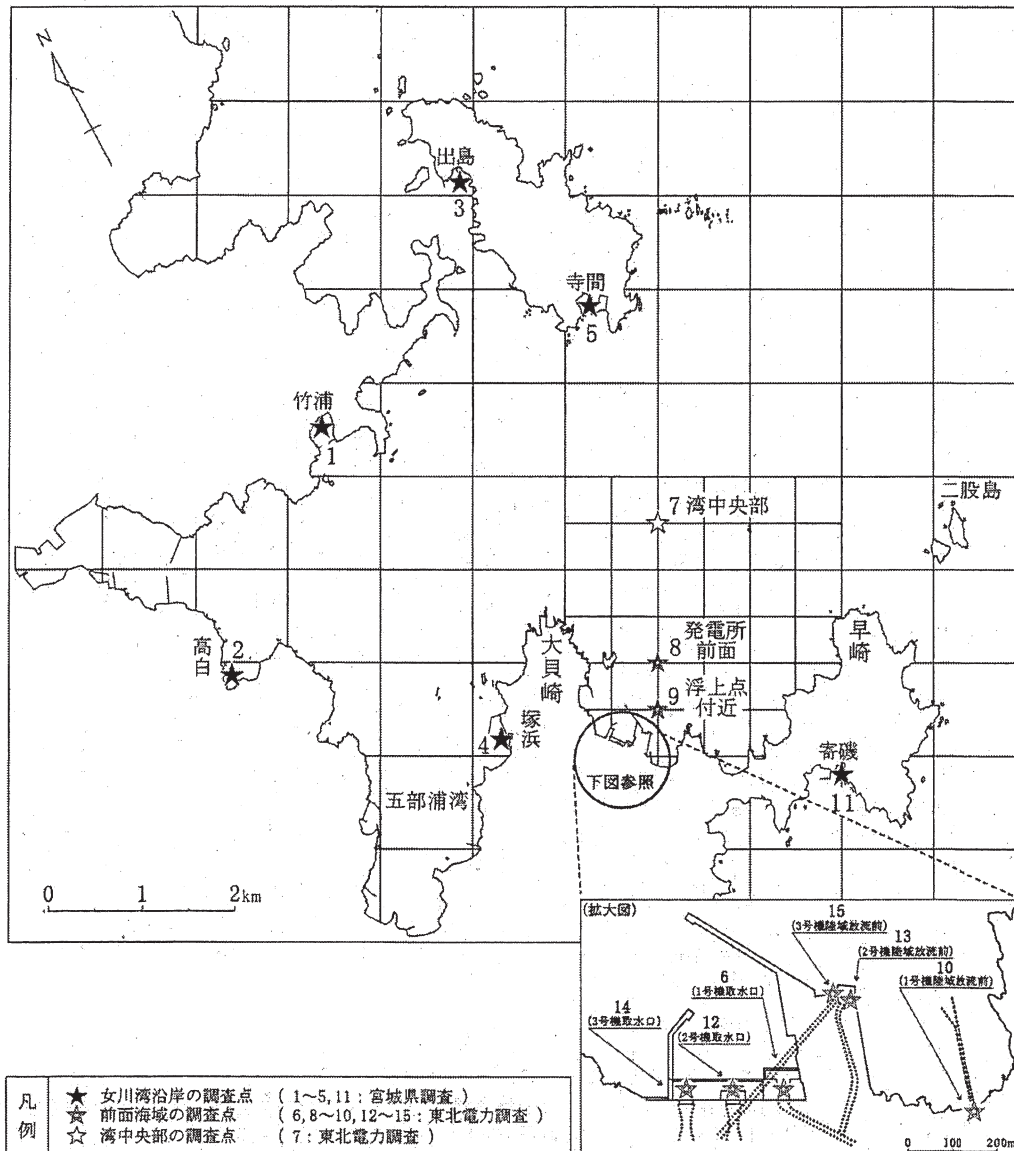 N
出島
3
寺間
5
竹浦
1
7 湾中央部
二股島
高白
2
大貝崎
発電所
前面
8
浮上点
付近
9
早崎
塚浜
4
寄磯
11
下図参照
五部浦湾
0 1 2km
(拡大図)
15
(3号機陸域放流前)
13
(2号機陸域放流前)
10
(1号機陸域放流前)
6
(1号機取水口)
14
(3号機取水口)
12
(2号機取水口)
0 100 200m
凡例
★ 女川湾沿岸の調査点 ( 1~5,11 : 宮城県調査 )
☆ 前面海域の調査点 ( 6,8~10,12~15 : 東北電力調査 )
☆ 湾中央部の調査点 ( 7 : 東北電力調査 )